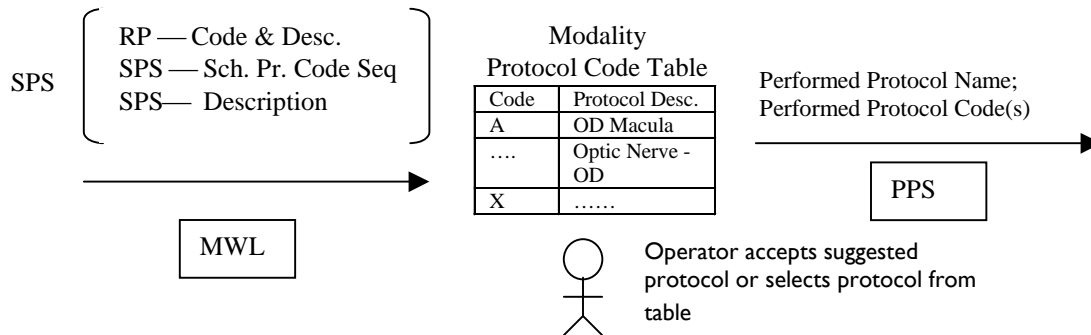 SPS
RP — Code & Desc.
SPS — Sch. Pr. Code Seq
SPS— Description
MWL
Modality
Protocol Code Table
Code Protocol Desc.
A OD Macula
.... Optic Nerve -
OD
X ……
Operator accepts suggested
protocol or selects protocol from
table
Performed Protocol Name;
Performed Protocol Code(s)
PPS